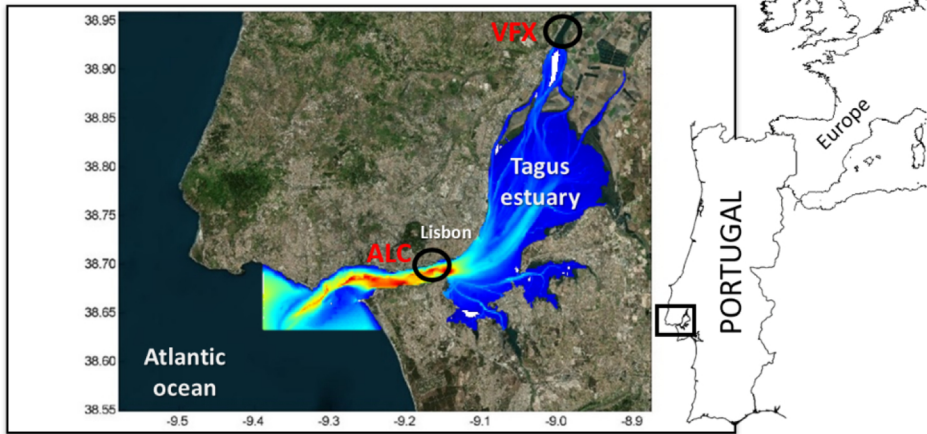 38.95
VFX
38.90
38.85
38.80
Tagus
estuary
38.75
Lisbon
ALC
38.70
38.65
38.60
Atlantic
ocean
38.55
-9.5
-9.4
-9.3
-9.2
-9.1
-9.0
-8.9
Europe
PORTUGAL